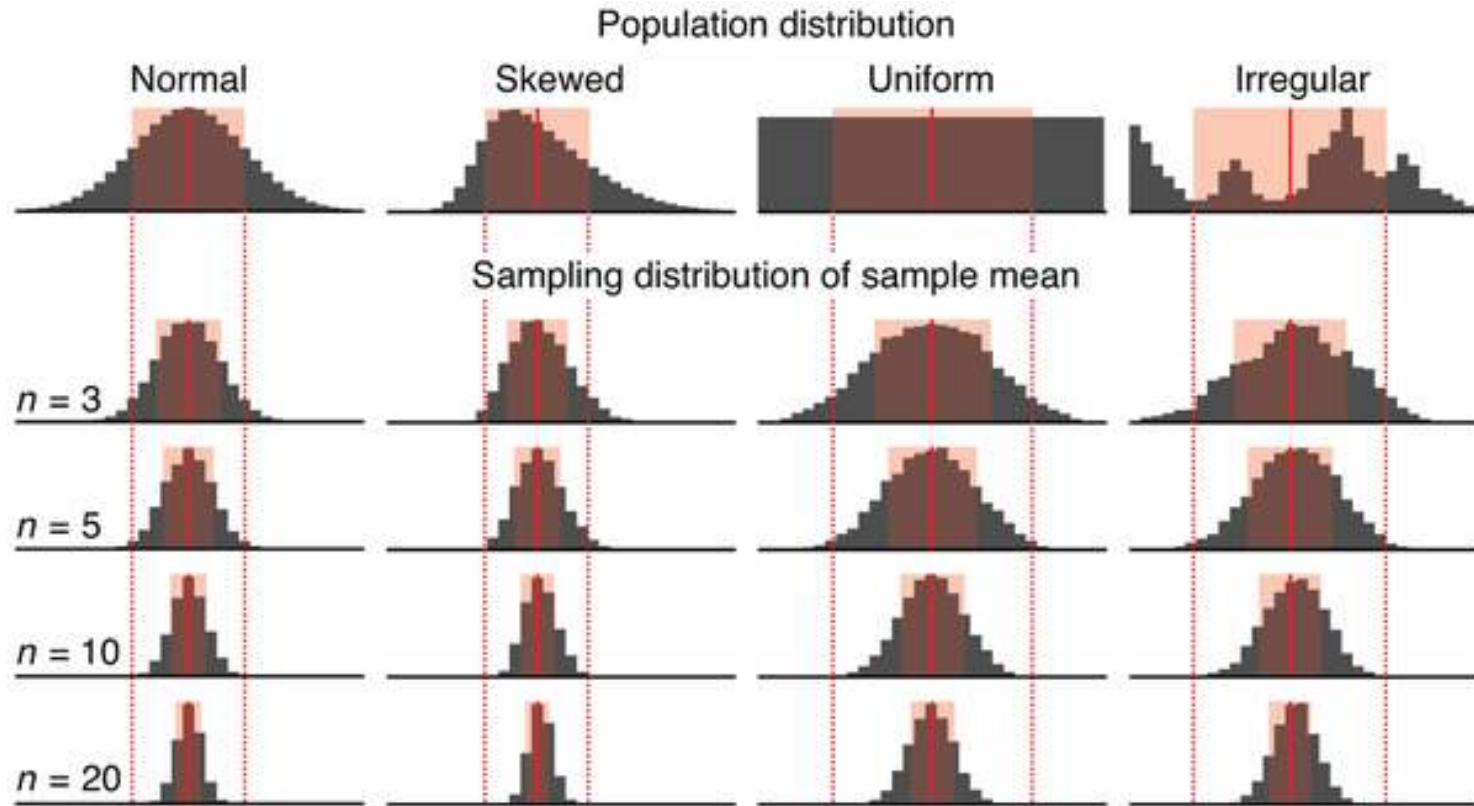 Population distribution
Normal Skewed Uniform Irregular
Sampling distribution of sample mean
n = 3
n = 5
n = 10
n = 20